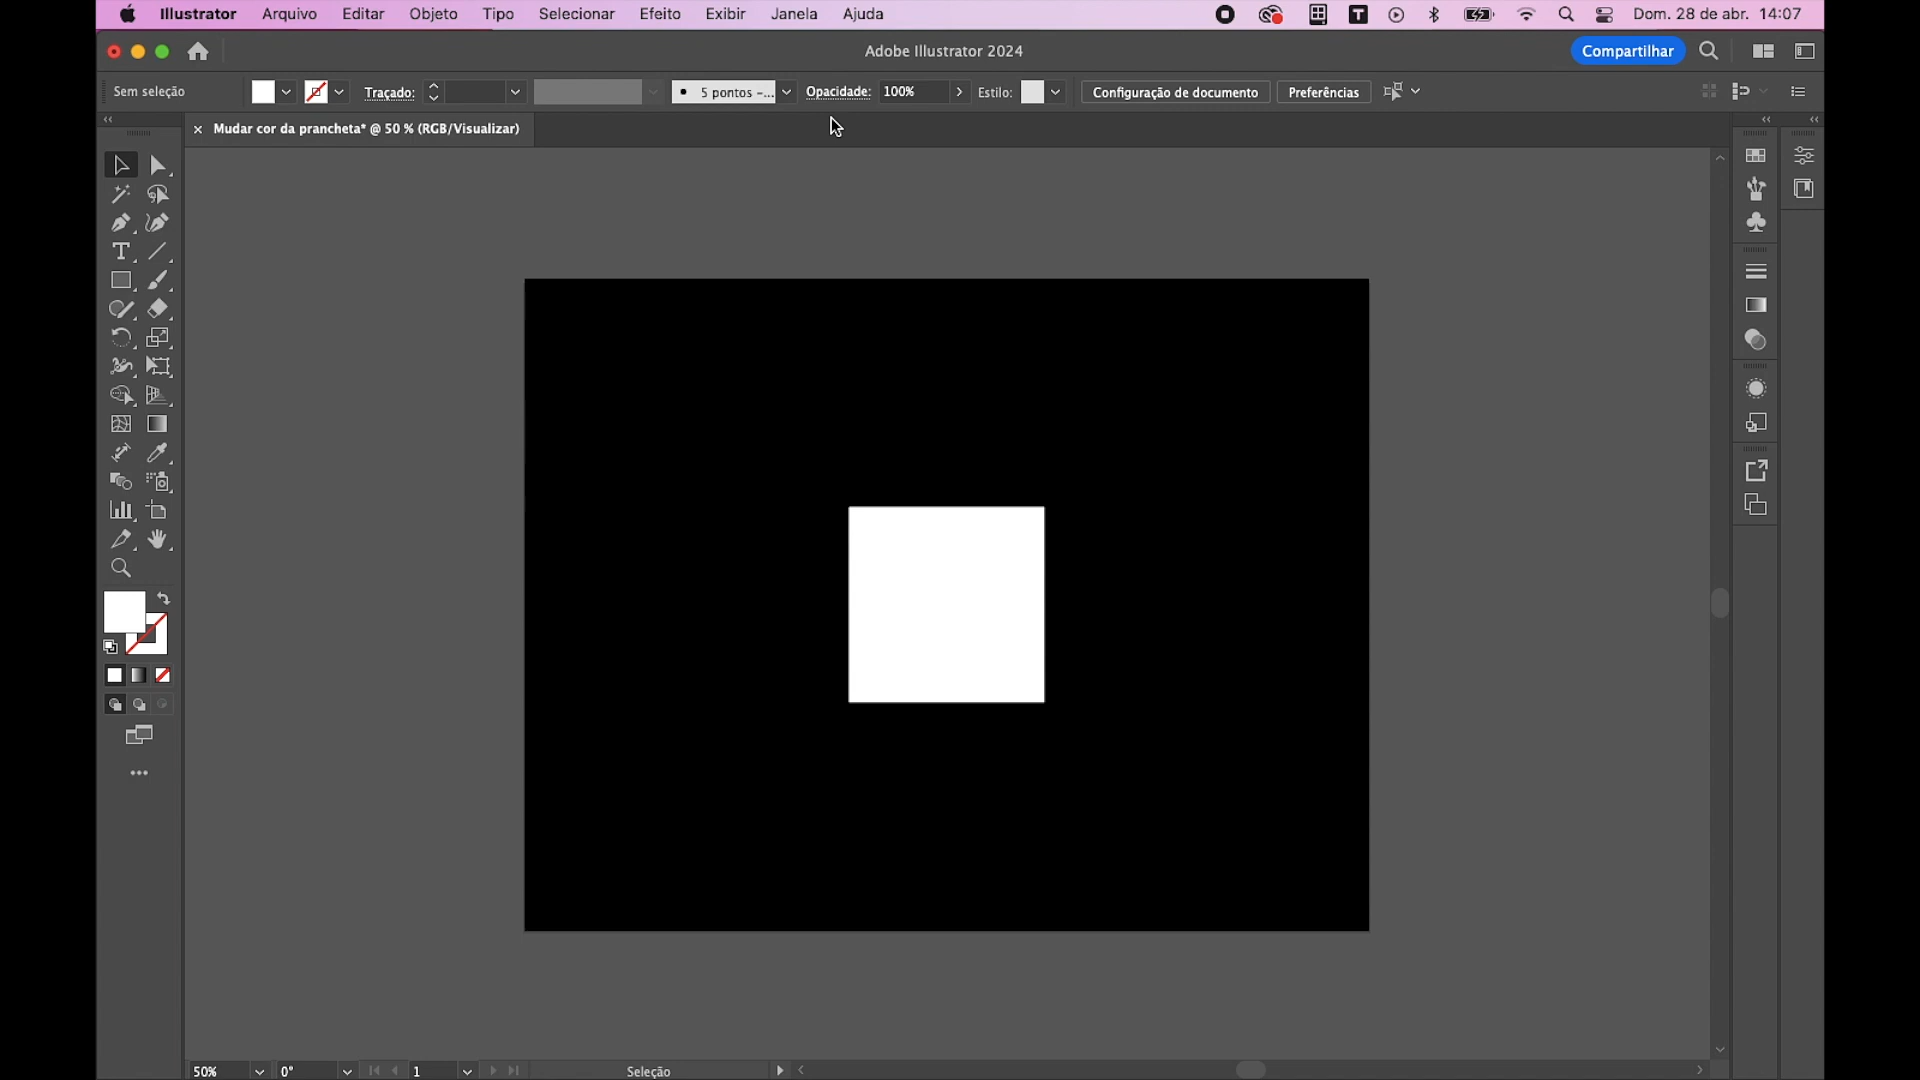 Illustrator Arquivo Editar Objeto Tipo Selecionar Efeito Exibir Janela Ajuda Dom. 28 de abr. 14:07
Adobe Illustrator 2024 Compartilhar
Sem seleção Traçado: 5 pontos -... Opacidade: 100% Estilo: Configuração de documento Preferências
× Mudar cor da prancheta* @ 50 % (RGB/Visualizar)
50% 0° 1 Seleção